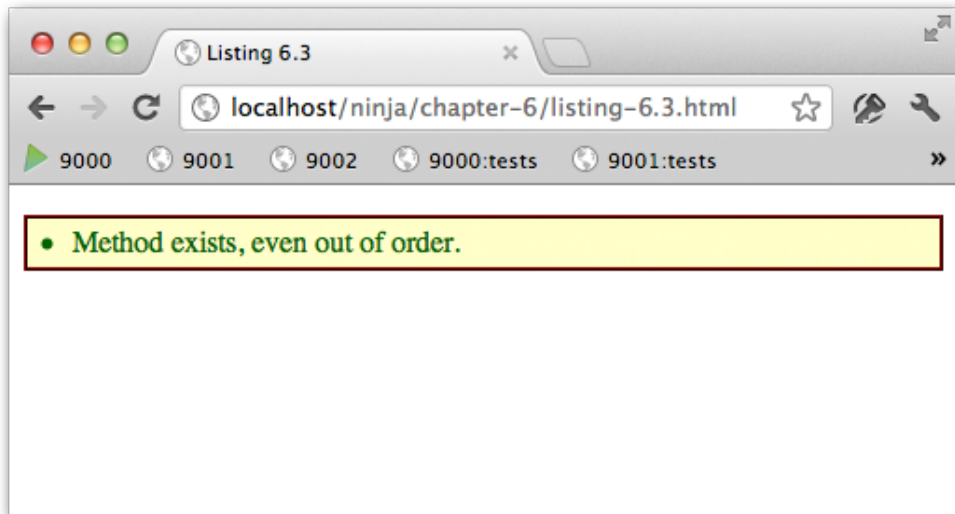 Listing 6.3
localhost/ninja/chapter-6/listing-6.3.html
9000 9001 9002 9000:tests 9001:tests »
• Method exists, even out of order.